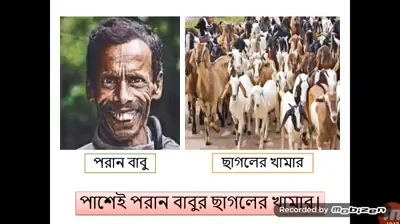 পরান বাবু
ছাগলের খামার
পাশেই পরান বাবুর ছাগলের খামার।
Recorded by
Mobizen